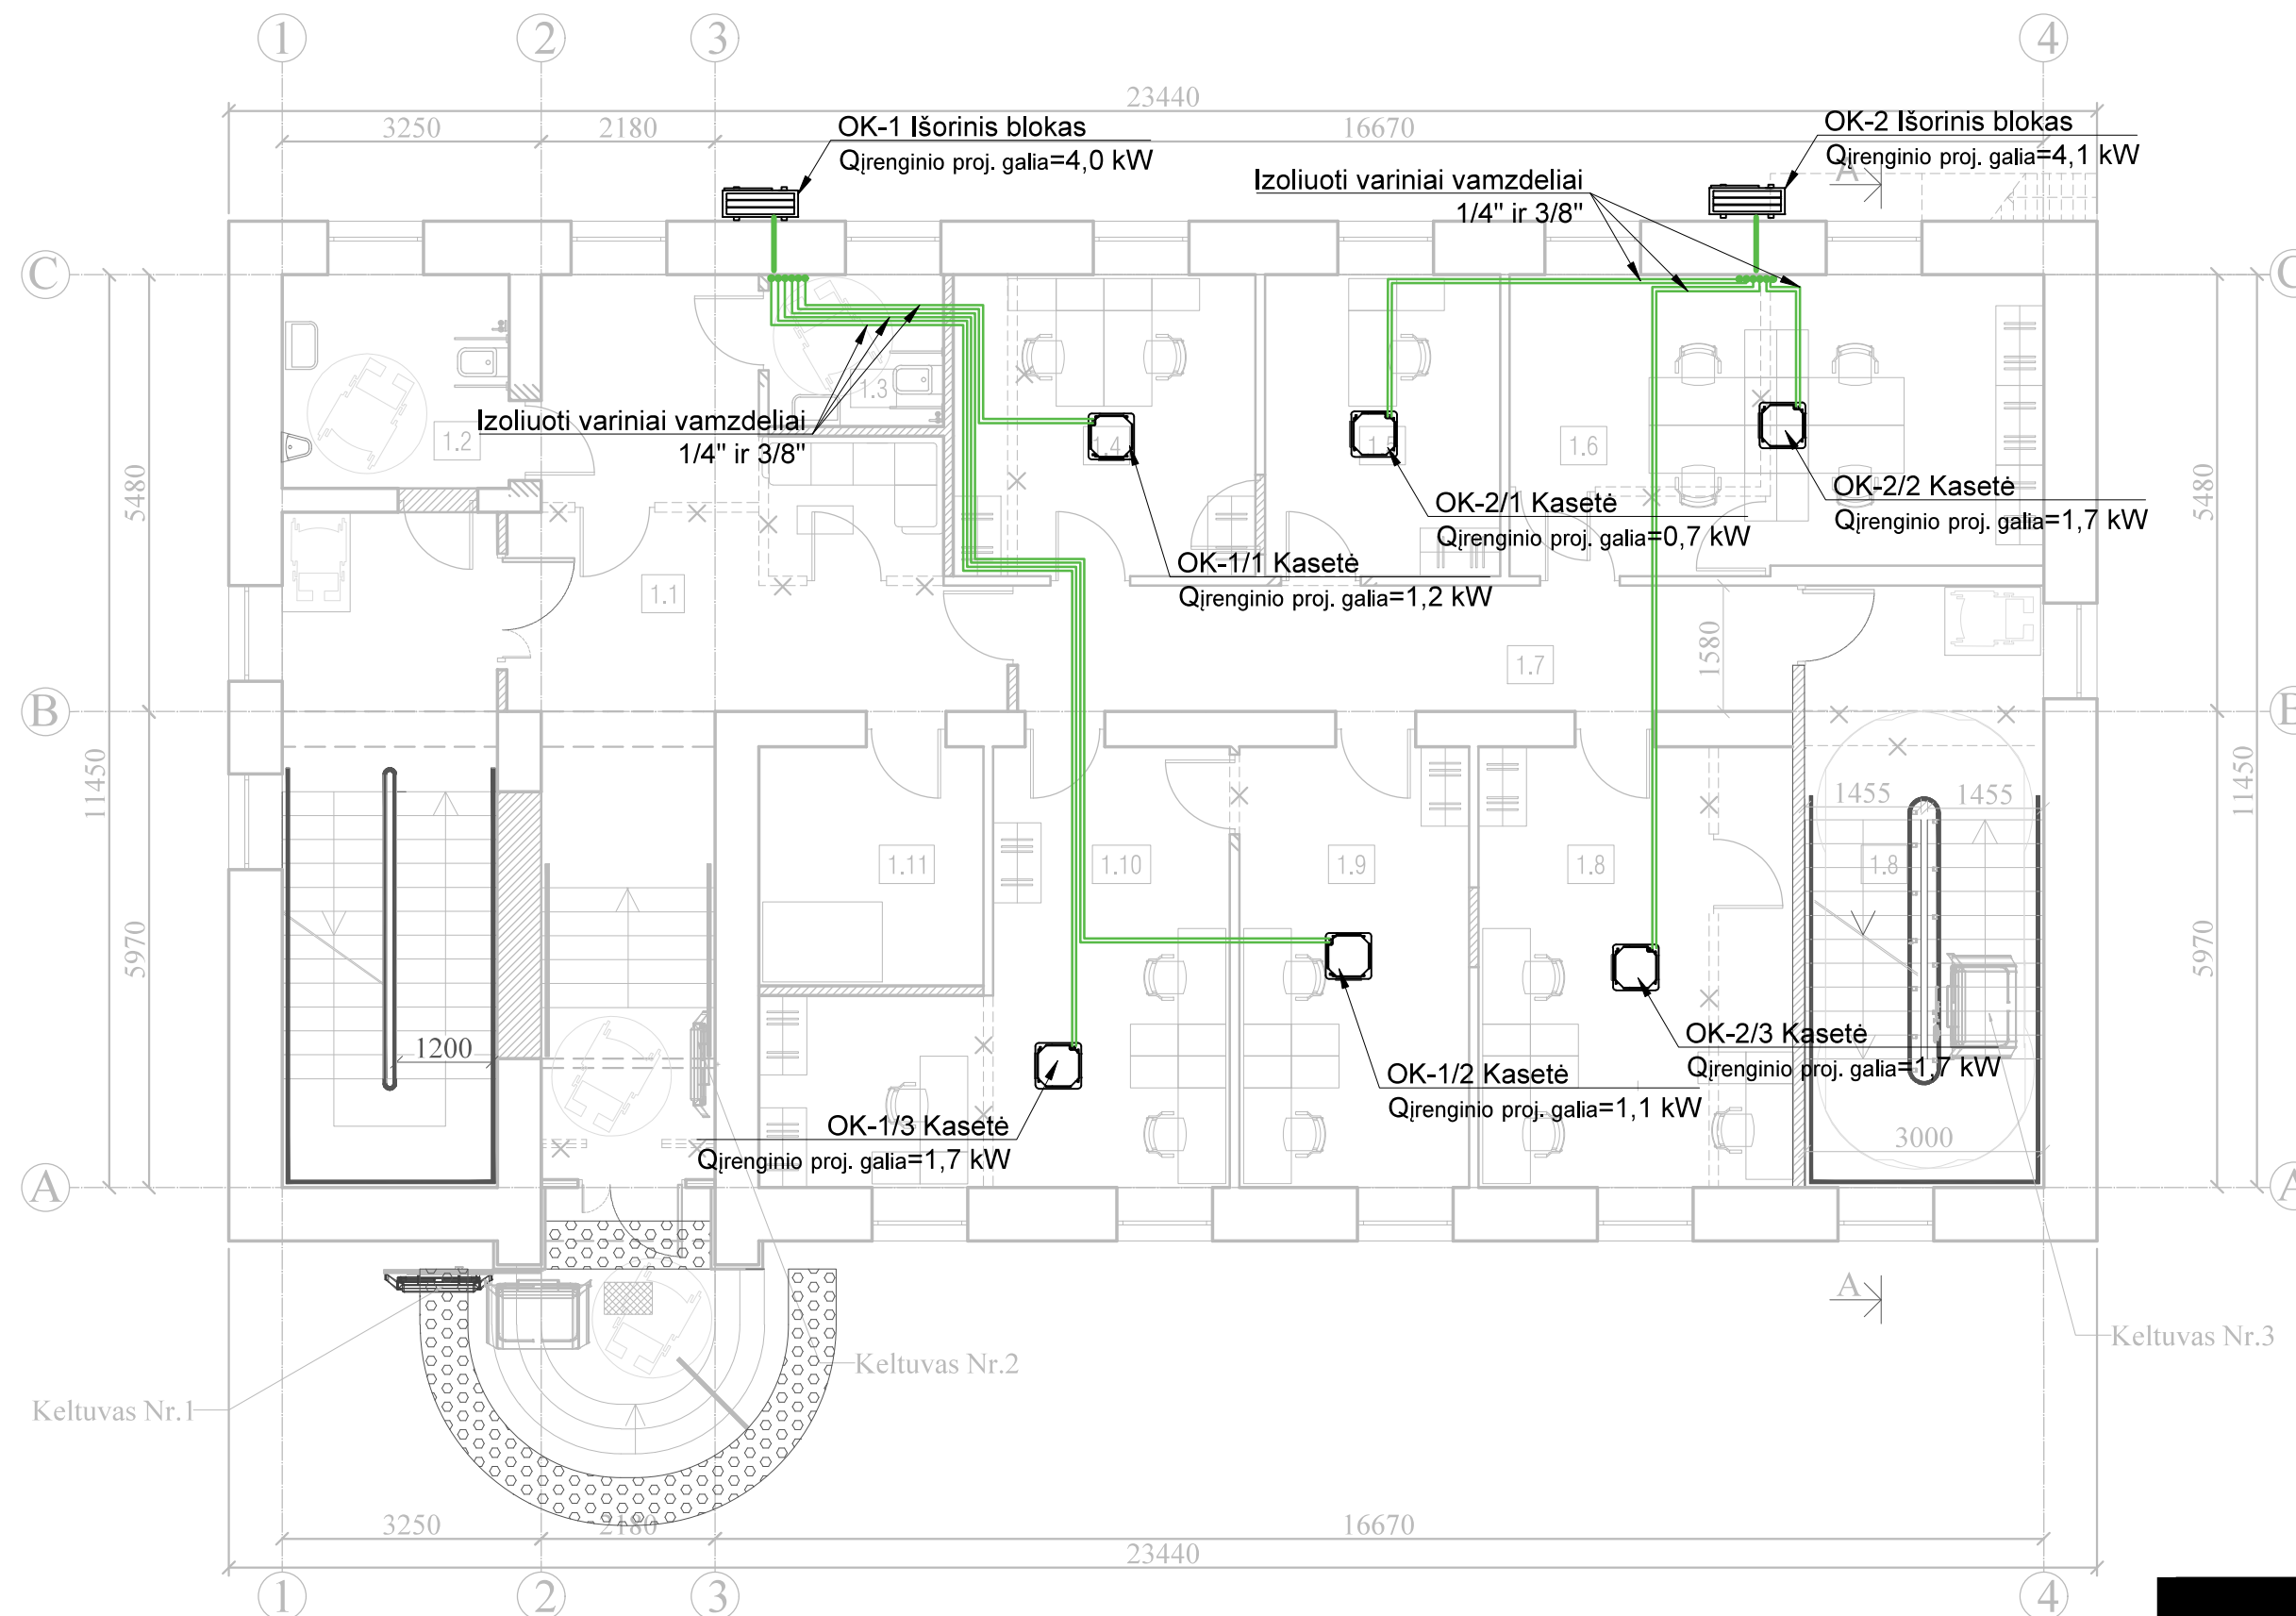 1
2
3
4
23440
3250
2180
16670
OK-1 Išorinis blokas
Qįrenginio proj. galia=4,0 kW
OK-2 Išorinis blokas
Qįrenginio proj. galia=4,1 kW
A
Izoliuoti variniai vamzdeliai
1/4" ir 3/8"
C
C
1.3
Izoliuoti variniai vamzdeliai
1/4" ir 3/8"
1.2
1.4
1.5
1.6
5480
5480
OK-2/1 Kasetė
Qįrenginio proj. galia=0,7 kW
OK-2/2 Kasetė
Qįrenginio proj. galia=1,7 kW
OK-1/1 Kasetė
Qįrenginio proj. galia=1,2 kW
1.1
1580
1.7
B
B
11450
11450
1455
1455
1.11
1.10
1.9
1.8
1.8
5970
5970
1200
OK-2/3 Kasetė
Qįrenginio proj. galia=1,7 kW
OK-1/2 Kasetė
Qįrenginio proj. galia=1,1 kW
OK-1/3 Kasetė
Qįrenginio proj. galia=1,7 kW
3000
A
A
A
Keltuvas Nr.3
Keltuvas Nr.2
Keltuvas Nr.1
3250
2180
16670
23440
1
2
3
4